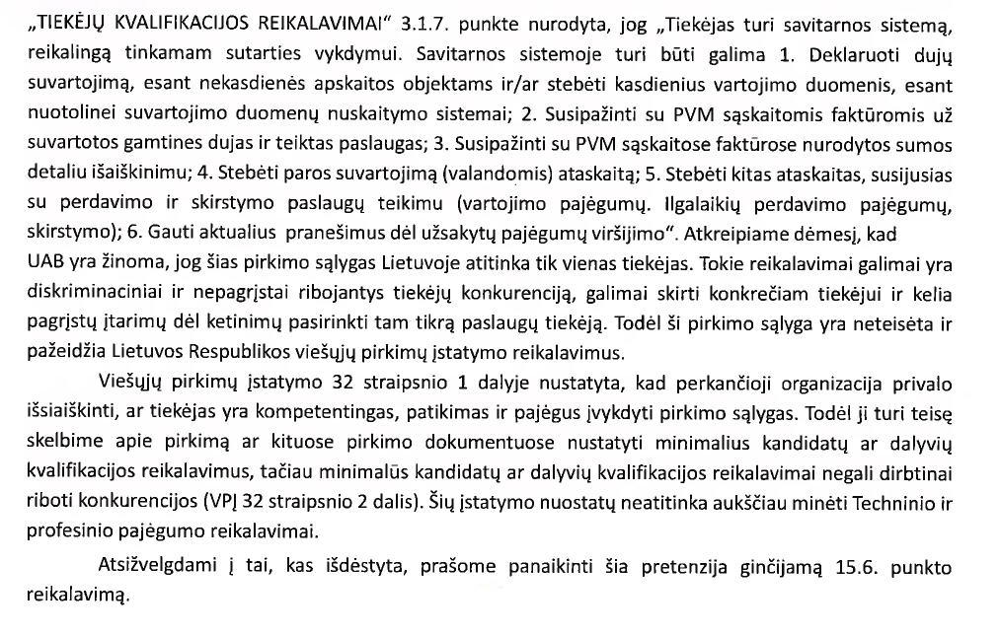 „TIEKĖJŲ KVALIFIKACIJOS REIKALAVIMAI“ 3.1.7. punkte nurodyta, jog „Tiekėjas turi savitarnos sistemą,
reikalingą tinkamam sutarties vykdymui. Savitarnos sistemoje turi būti galima 1. Deklaruoti dujų
suvartojimą, esant nekasdienės apskaitos objektams ir/ar stebėti kasdienius vartojimo duomenis, esant
nuotolinei suvartojimo duomenų nuskaitymo sistemai; 2. Susipažinti su PVM sąskaitomis faktūromis už
suvartotos gamtines dujas ir teiktas paslaugas; 3. Susipažinti su PVM sąskaitose faktūrose nurodytos sumos
detaliu išaiškinimu; 4. Stebėti paros suvartojimą (valandomis) ataskaitą; 5. Stebėti kitas ataskaitas, susijusias
su perdavimo ir skirstymo paslaugų teikimu (vartojimo pajėgumų. Ilgalaikių perdavimo pajėgumų,
skirstymo); 6. Gauti aktualius pranešimus dėl užsakytų pajėgumų viršijimo“. Atkreipiame dėmesį, kad
UAB yra žinoma, jog šias pirkimo sąlygas Lietuvoje atitinka tik vienas tiekėjas. Tokie reikalavimai galimai yra
diskriminaciniai ir nepagrįstai ribojantys tiekėjų konkurenciją, galimai skirti konkrečiam tiekėjui ir kelia
pagrįstų įtarimų dėl ketinimų pasirinkti tam tikrą paslaugų tiekėją. Todėl ši pirkimo sąlyga yra neteisėta ir
pažeidžia Lietuvos Respublikos viešųjų pirkimų įstatymo reikalavimus.
Viešųjų pirkimų įstatymo 32 straipsnio 1 dalyje nustatyta, kad perkančioji organizacija privalo
išsiaiškinti, ar tiekėjas yra kompetentingas, patikimas ir pajėgus įvykdyti pirkimo sąlygas. Todėl ji turi teisę
skelbime apie pirkimą ar kituose pirkimo dokumentuose nustatyti minimalius kandidatų ar dalyvių
kvalifikacijos reikalavimus, tačiau minimalūs kandidatų ar dalyvių kvalifikacijos reikalavimai negali dirbtinai
riboti konkurencijos (VPĮ 32 straipsnio 2 dalis). Šių įstatymo nuostatų neatitinka aukščiau minėti Techninio ir
profesinio pajėgumo reikalavimai.
Atsižvelgdami į tai, kas išdėstyta, prašome panaikinti šia pretenzija ginčijamą 15.6. punkto
reikalavimą.